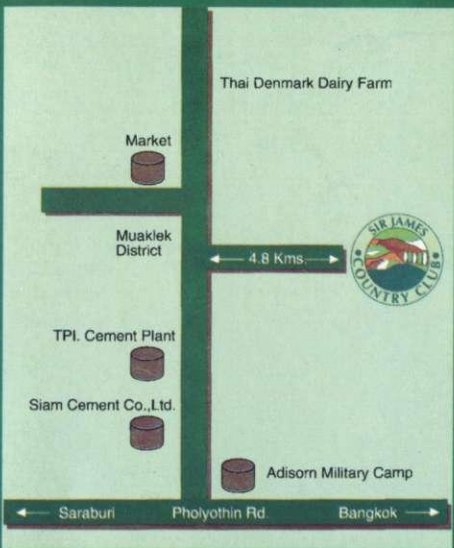 Thai Denmark Dairy Farm
Market
Muaklek
District
4.8 Kms.
SIR JAMES
COUNTRY CLUB
TPI. Cement Plant
Siam Cement Co.,Ltd.
Adisorn Military Camp
Saraburi
Pholyothin Rd.
Bangkok